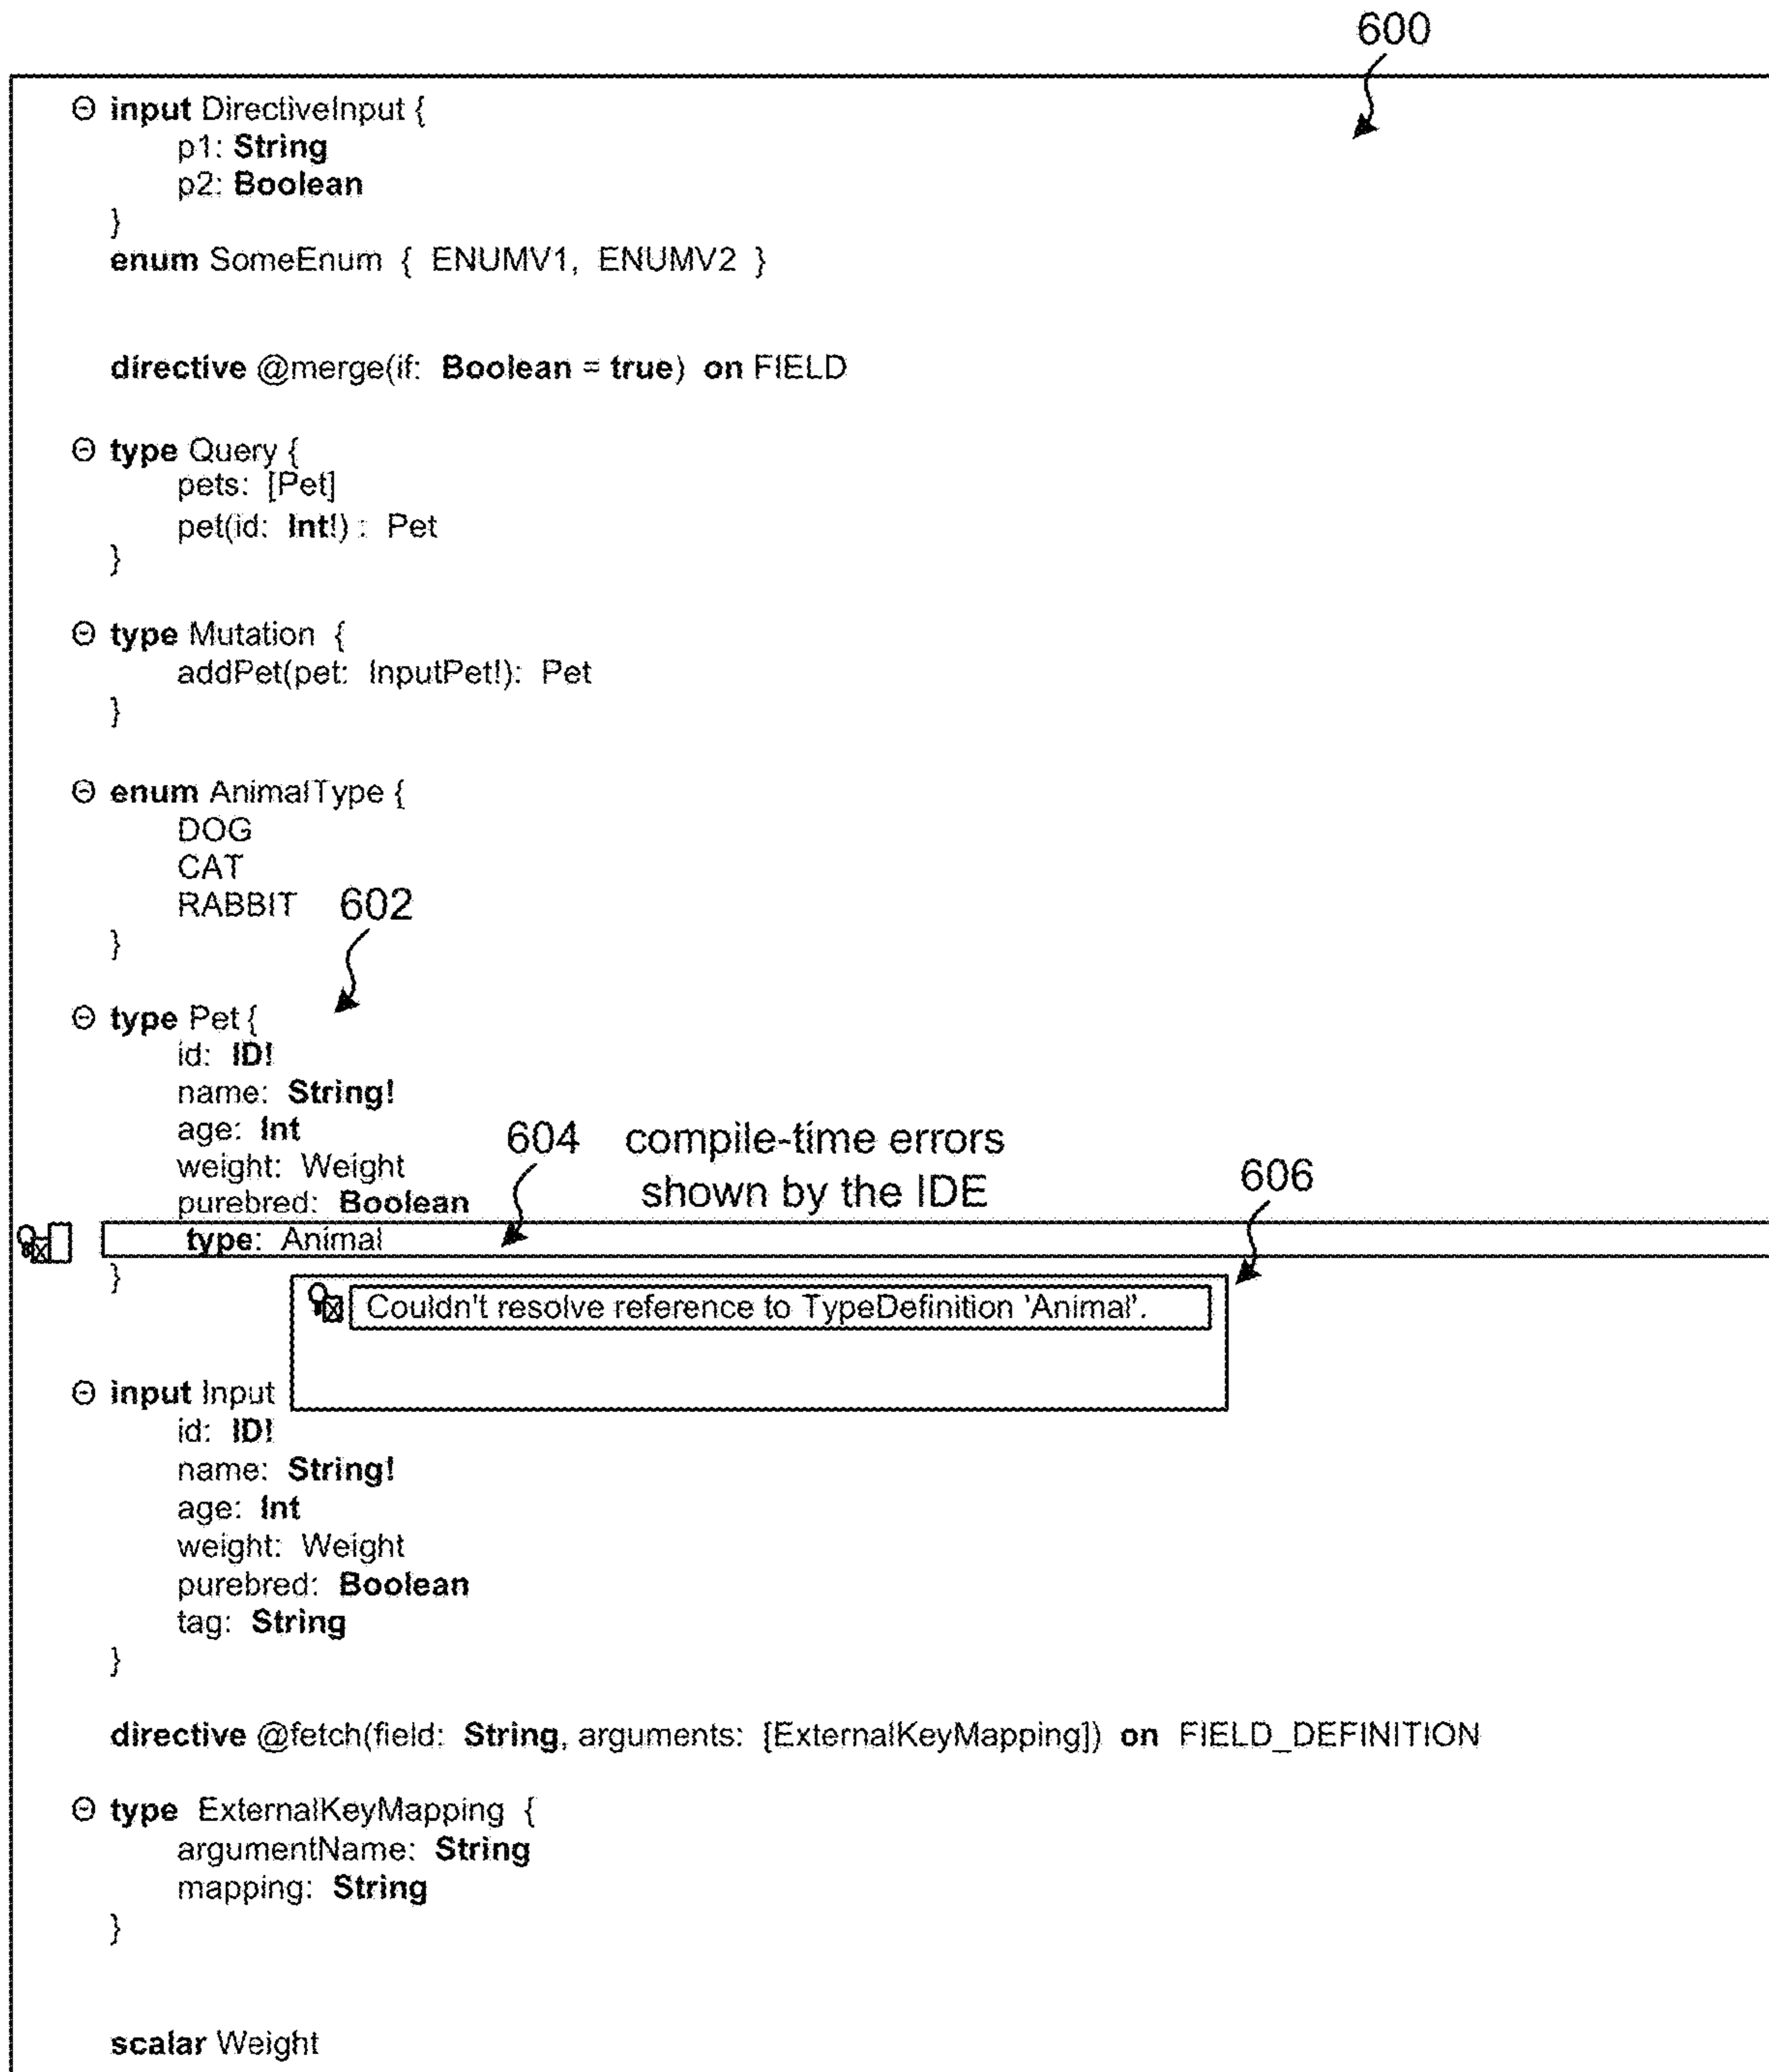 600
input DirectiveInput {
p1: String
p2: Boolean
}
enum SomeEnum { ENUMV1, ENUMV2 }
directive @merge(if: Boolean = true) on FIELD
type Query {
pets: [Pet]
pet(id: Int!) : Pet
}
type Mutation {
addPet(pet: InputPet!): Pet
}
enum AnimalType {
DOG
CAT
RABBIT 602
}
type Pet {
id: ID!
name: String!
age: Int
604 compile-time errors
weight: Weight
shown by the IDE
606
purebred: Boolean
type: Animal
}
Couldn't resolve reference to TypeDefinition 'Animal'.
input Input
id: ID!
name: String!
age: Int
weight: Weight
purebred: Boolean
tag: String
}
directive @fetch(field: String, arguments: [ExternalKeyMapping]) on FIELD_DEFINITION
type ExternalKeyMapping {
argumentName: String
mapping: String
}
scalar Weight